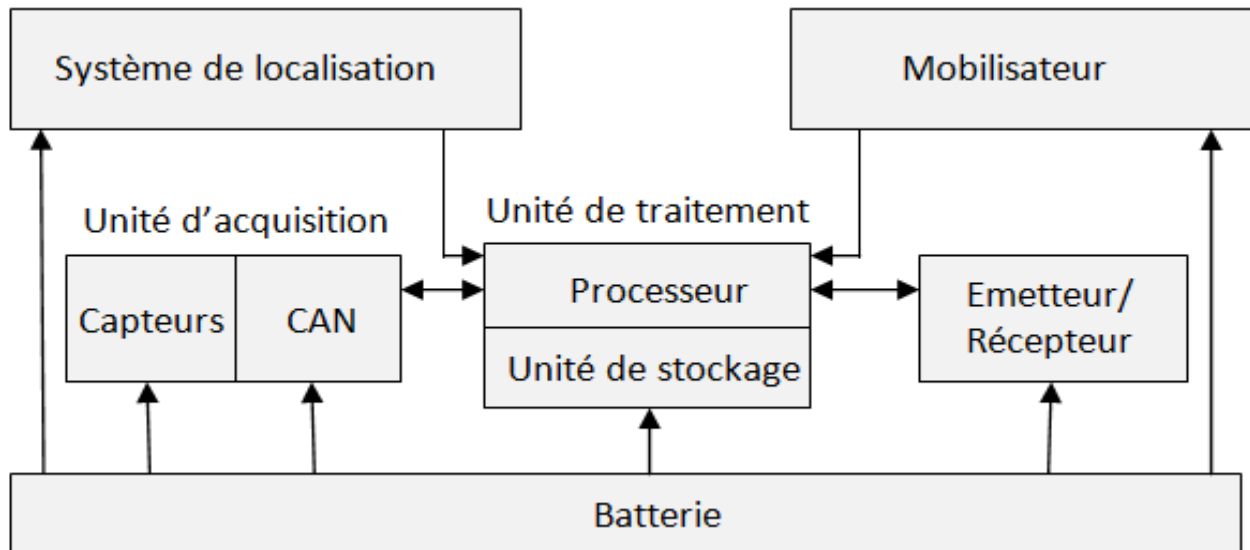 Système de localisation
Mobilisateur
Unité d’acquisition
Unité de traitement
Capteurs
CAN
Processeur
Unité de stockage
Emetteur/
Récepteur
Batterie